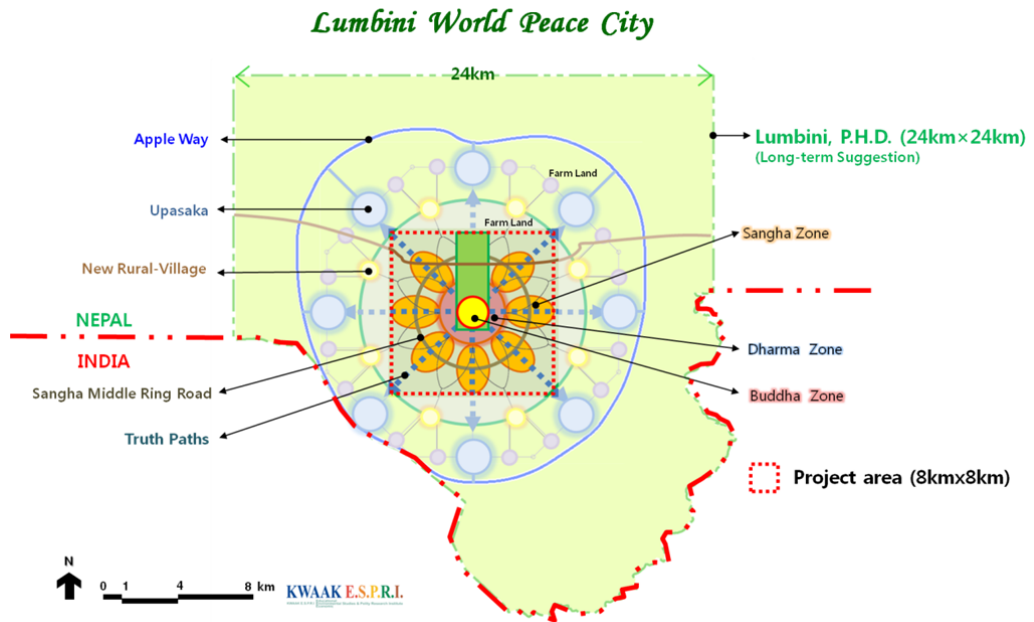 Lumbini World Peace City
24km
Apple Way
Lumbini, P.H.D. (24km×24km)
(Long-term Suggestion)
Farm Land
Upasaka
Farm Land
Sangha Zone
New Rural-Village
NEPAL
INDIA
Dharma Zone
Sangha Middle Ring Road
Buddha Zone
Truth Paths
Project area (8kmx8km)
N
0 1 4 8 km
KWAAK E.S.P.R.I.